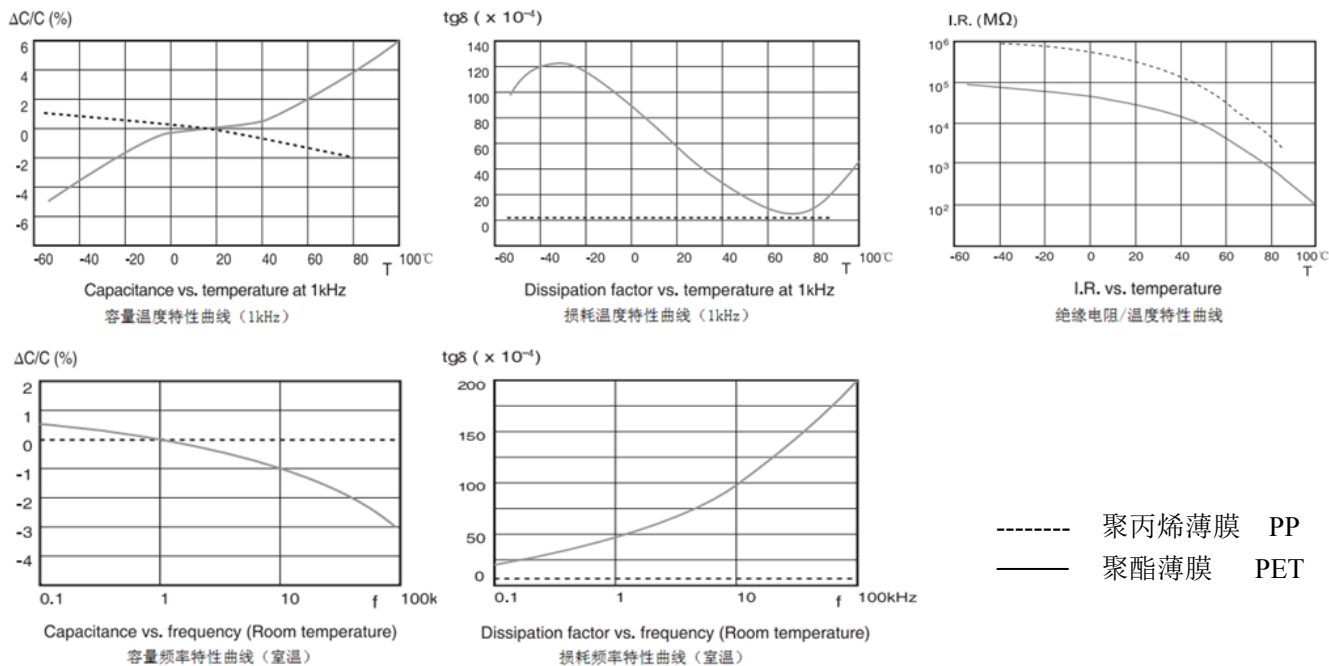 ΔC/C (%)
6
4
2
0
-2
-4
-6
-60 -40 -20 0 20 40 60 80 100℃
T
Capacitance vs. temperature at 1kHz
容量温度特性曲线（1kHz）
tgδ ( × 10⁻⁴)
140
120
100
80
60
40
20
0
-60 -40 -20 0 20 40 60 80 100℃
T
Dissipation factor vs. temperature at 1kHz
损耗温度特性曲线（1kHz）
I.R. (MΩ)
10⁶
10⁵
10⁴
10³
10²
-60 -40 -20 0 20 40 60 80 100℃
T
I.R. vs. temperature
绝缘电阻/温度特性曲线
ΔC/C (%)
2
1
0
-1
-2
-3
-4
0.1 1 10 f 100k
Capacitance vs. frequency (Room temperature)
容量频率特性曲线（室温）
tgδ ( × 10⁻⁴)
200
150
100
50
0
0.1 1 10 f 100kHz
Dissipation factor vs. frequency (Room temperature)
损耗频率特性曲线（室温）
聚丙烯薄膜 PP
聚酯薄膜 PET